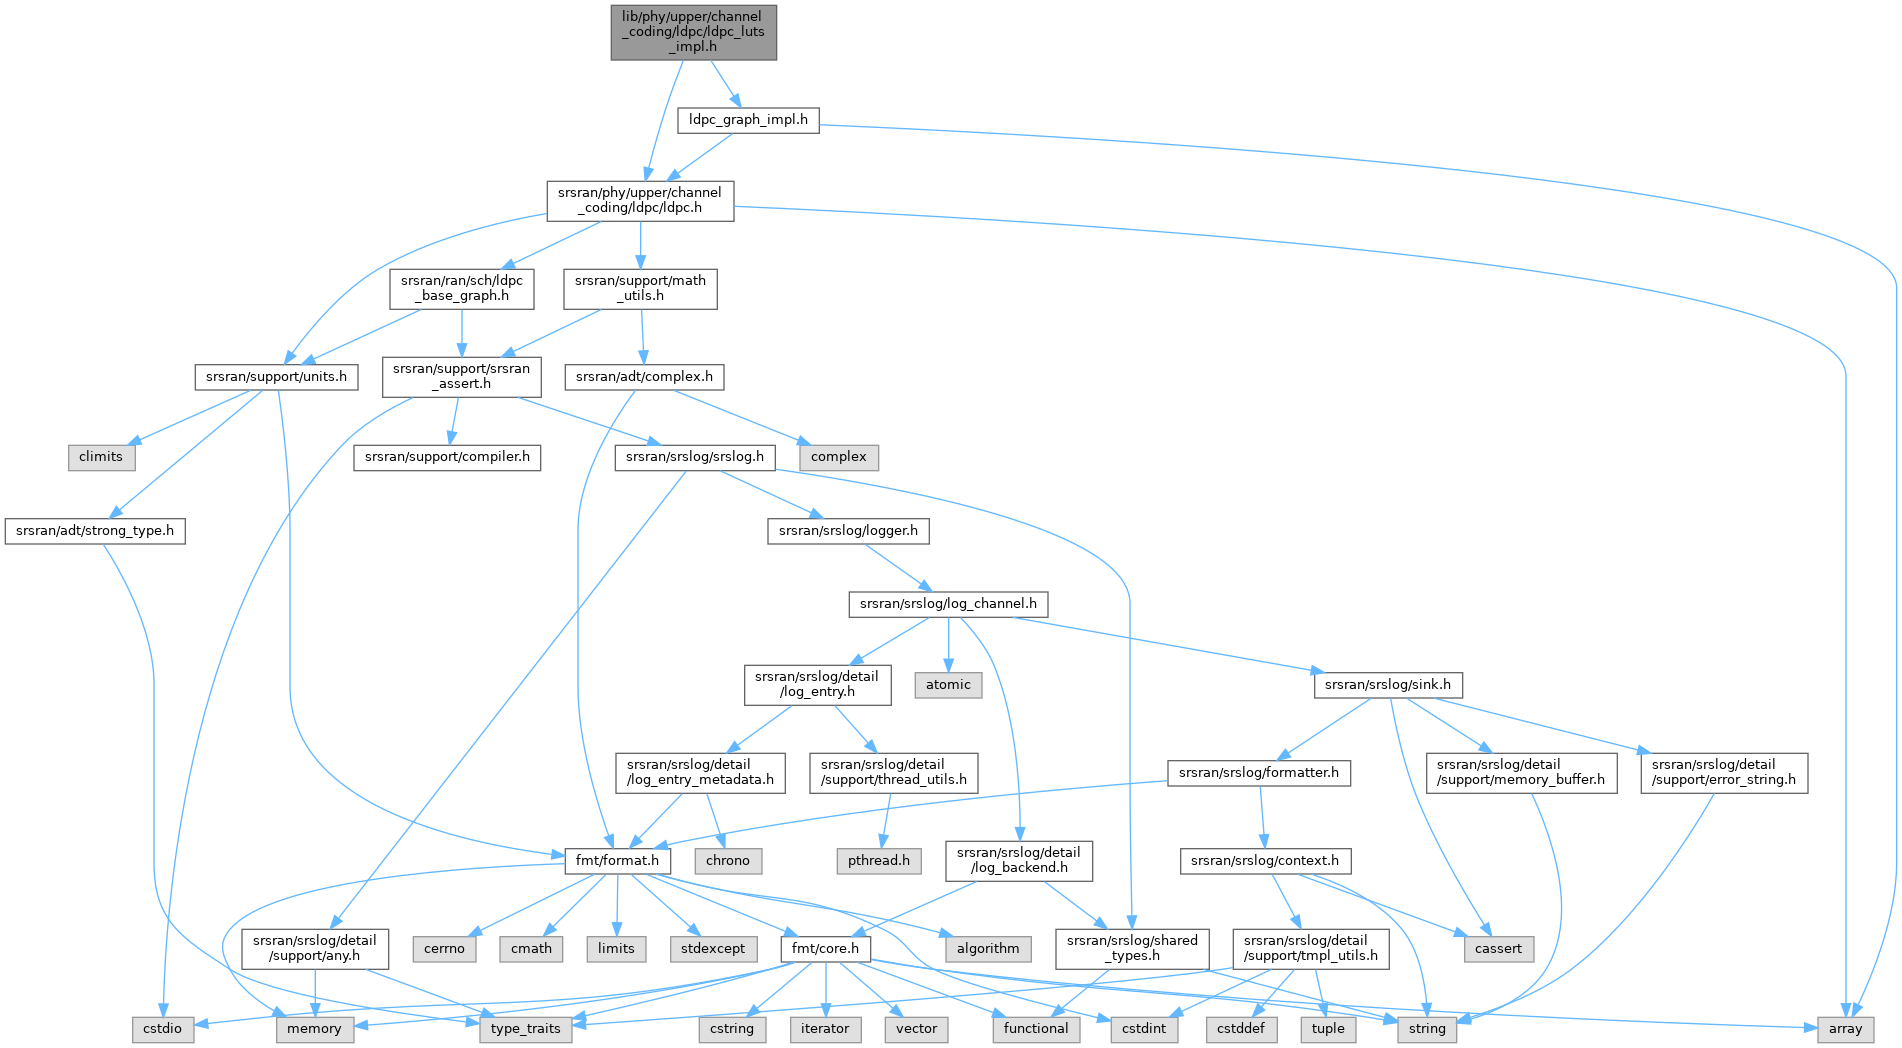 lib/phy/upper/channel
_coding/ldpc/ldpc_luts
_impl.h
ldpc_graph_impl.h
srsran/phy/upper/channel
_coding/ldpc/ldpc.h
srsran/ran/sch/ldpc
_base_graph.h
srsran/support/math
_utils.h
srsran/support/units.h
srsran/support/srsran
_assert.h
srsran/adt/complex.h
climits
srsran/support/compiler.h
srsran/srslog/srslog.h
complex
srsran/adt/strong_type.h
srsran/srslog/logger.h
srsran/srslog/log_channel.h
srsran/srslog/detail
/log_entry.h
atomic
srsran/srslog/sink.h
srsran/srslog/detail
/log_entry_metadata.h
srsran/srslog/detail
/support/thread_utils.h
srsran/srslog/formatter.h
srsran/srslog/detail
/support/memory_buffer.h
srsran/srslog/detail
/support/error_string.h
fmt/format.h
chrono
pthread.h
srsran/srslog/detail
/log_backend.h
srsran/srslog/context.h
srsran/srslog/detail
/support/any.h
cerrno
cmath
limits
stdexcept
fmt/core.h
algorithm
srsran/srslog/shared
_types.h
srsran/srslog/detail
/support/tmpl_utils.h
cassert
cstdio
memory
type_traits
cstring
iterator
vector
functional
cstdint
cstddef
tuple
string
array